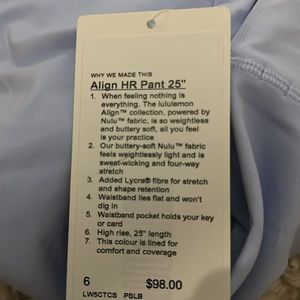 WHY WE MADE THIS
Align HR Pant 25"
1. When feeling nothing is
everything. The lululemon
Align™ collection, powered by
Nulu™ fabric, is so weightless
and buttery soft, all you feel
is your practice
2. Our buttery-soft Nulu™ fabric
feels weightlessly light and is
sweat-wicking and four-way
stretch
3. Added Lycra® fibre for stretch
and shape retention
4. Waistband lies flat and won't
dig in
5. Waistband pocket holds your key
or card
6. High rise, 25" length
7. This colour is lined for
comfort and coverage
6 $98.00
LW5CTCS PSLB